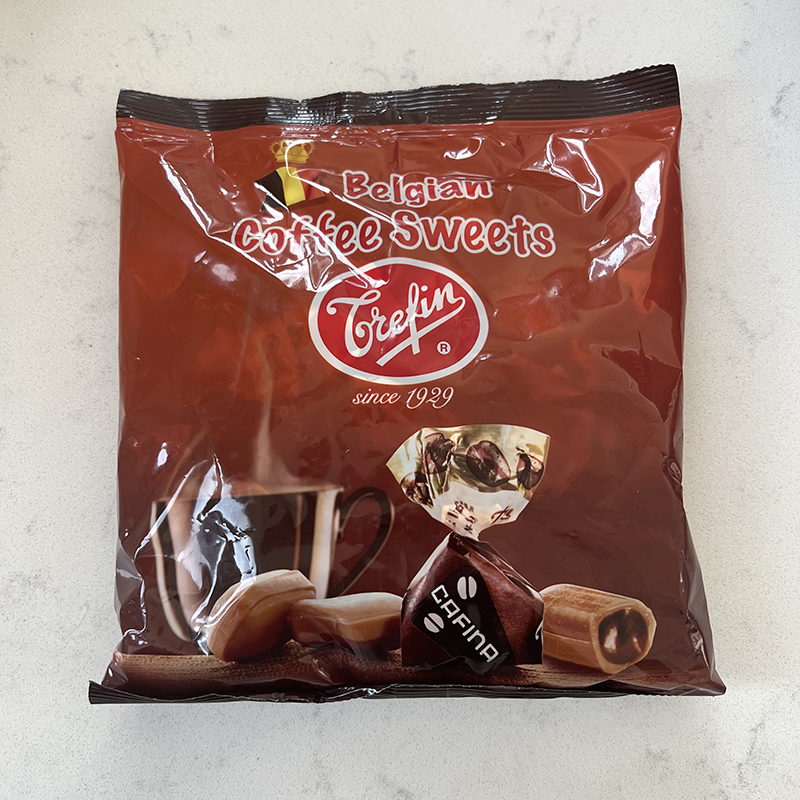 Belgian
Coffee Sweets
Trefin
®
since 1929
CAFINA